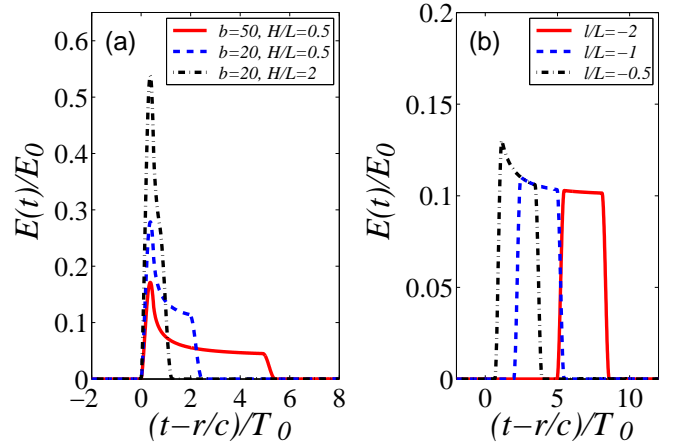 (a)
b=50, H/L=0.5
b=20, H/L=0.5
b=20, H/L=2
E(t)/E0
0.6
0.5
0.4
0.3
0.2
0.1
0
−2 0 2 4 6 8
(t−r/c)/T0
(b)
l/L=−2
l/L=−1
l/L=−0.5
E(t)/E0
0.2
0.15
0.1
0.05
0
0 5 10
(t−r/c)/T0